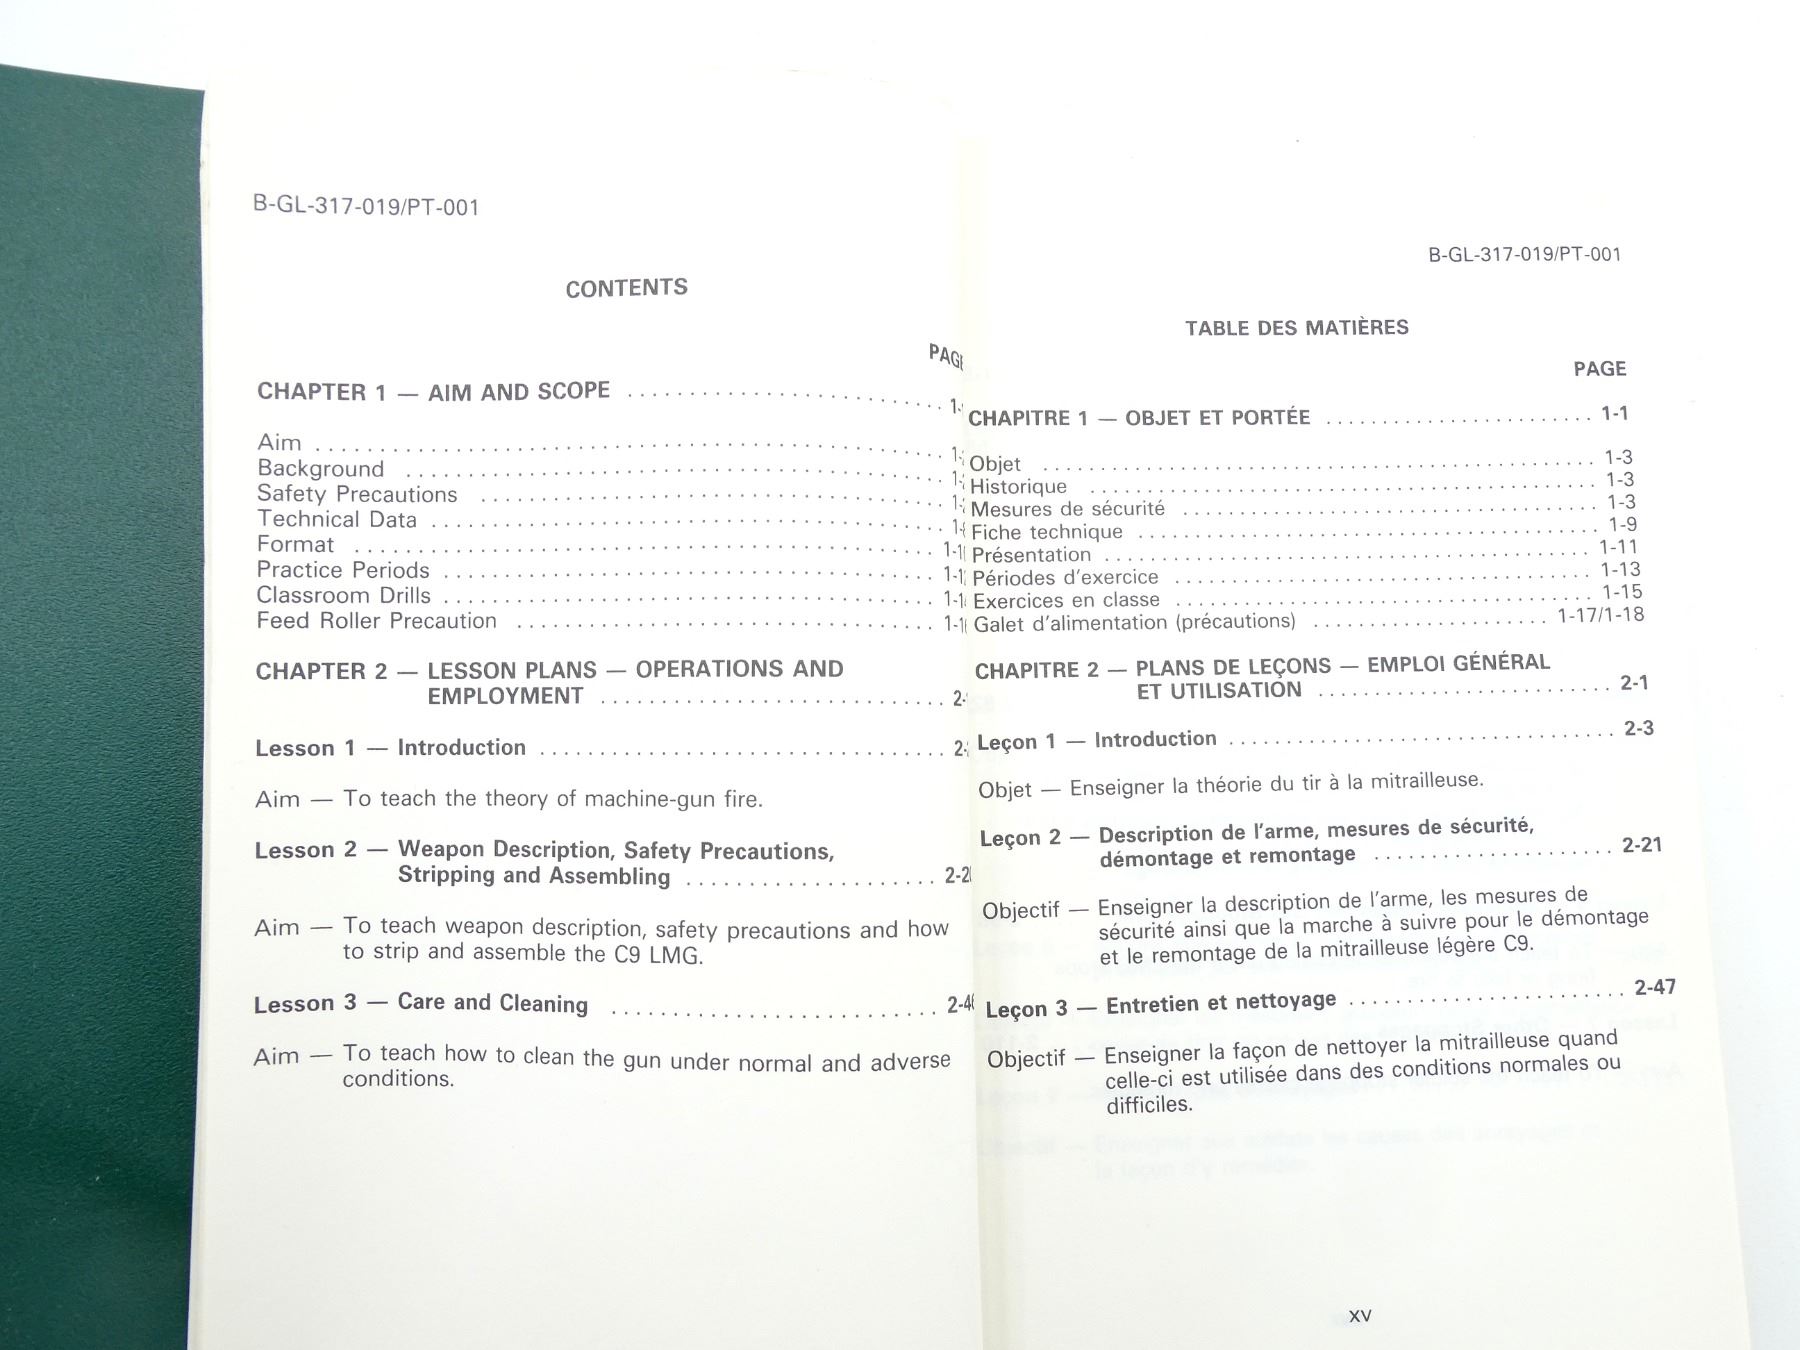 B-GL-317-019/PT-001
CONTENTS
CHAPTER 1 — AIM AND SCOPE
Aim
Background
Safety Precautions
Technical Data
Format
Practice Periods
Classroom Drills
Feed Roller Precaution
CHAPTER 2 — LESSON PLANS — OPERATIONS AND
EMPLOYMENT
Lesson 1 — Introduction
Aim — To teach the theory of machine-gun fire.
Lesson 2 — Weapon Description, Safety Precautions,
Stripping and Assembling
Aim — To teach weapon description, safety precautions and how
to strip and assemble the C9 LMG.
Lesson 3 — Care and Cleaning
Aim — To teach how to clean the gun under normal and adverse
conditions.
B-GL-317-019/PT-001
TABLE DES MATIÈRES
PAGE
CHAPITRE 1 — OBJET ET PORTÉE . . . . . . . . . . 1-1
Objet . . . . . . . . . . 1-3
Historique . . . . . . . . . . 1-3
Mesures de sécurité . . . . . . . . . . 1-3
Fiche technique . . . . . . . . . . 1-9
Présentation . . . . . . . . . . 1-11
Périodes d'exercice . . . . . . . . . . 1-13
Exercices en classe . . . . . . . . . . 1-15
Galet d'alimentation (précautions) . . . . . . . . . . 1-17/1-18
CHAPITRE 2 — PLANS DE LEÇONS — EMPLOI GÉNÉRAL
ET UTILISATION . . . . . . . . . . 2-1
Leçon 1 — Introduction . . . . . . . . . . 2-3
Objet — Enseigner la théorie du tir à la mitrailleuse.
Leçon 2 — Description de l'arme, mesures de sécurité,
démontage et remontage . . . . . . . . . . 2-21
Objectif — Enseigner la description de l'arme, les mesures de
sécurité ainsi que la marche à suivre pour le démontage
et le remontage de la mitrailleuse légère C9.
Leçon 3 — Entretien et nettoyage . . . . . . . . . . 2-47
Objectif — Enseigner la façon de nettoyer la mitrailleuse quand
celle-ci est utilisée dans des conditions normales ou
difficiles.
xv